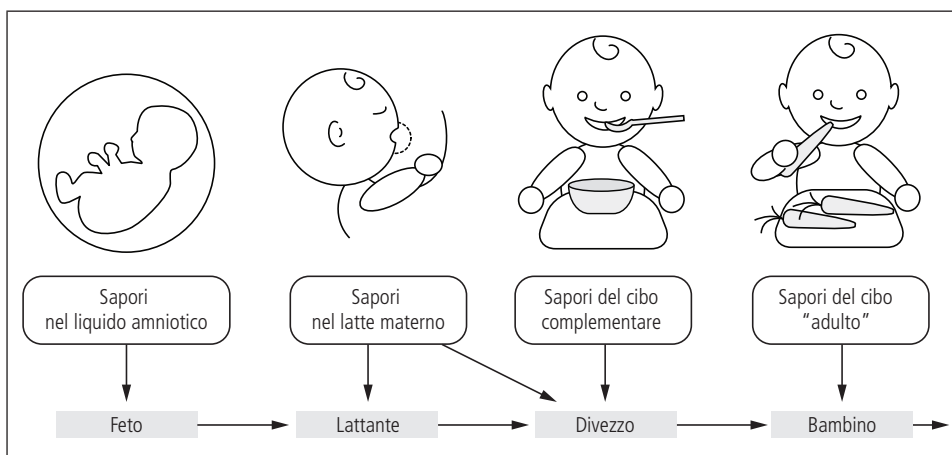 Sapori
nel liquido amniotico
Sapori
nel latte materno
Sapori del cibo
complementare
Sapori del cibo
“adulto”
Feto
Lattante
Divezzo
Bambino